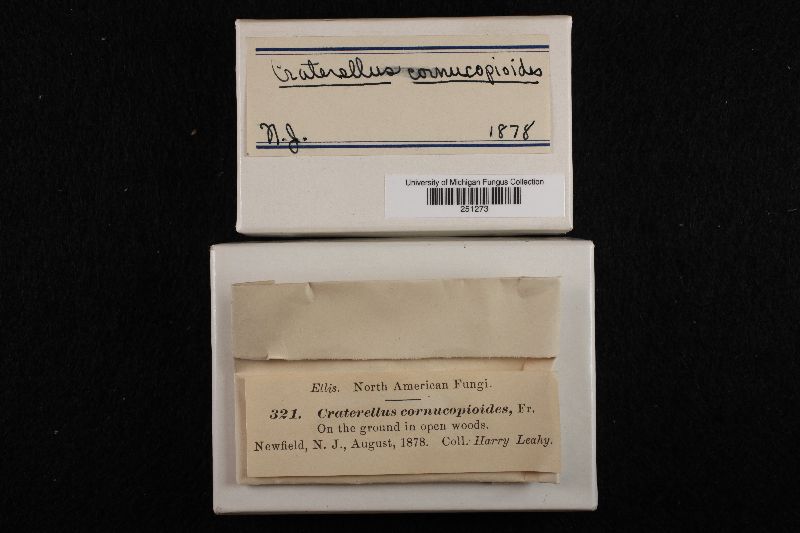 Craterellus cornucopioides
N.J. 1878
University of Michigan Fungus Collection
251273
Ellis. North American Fungi.
321. Craterellus cornucopioides, Fr.
On the ground in open woods.
Newfield, N. J., August, 1878. Coll. Harry Leahy.